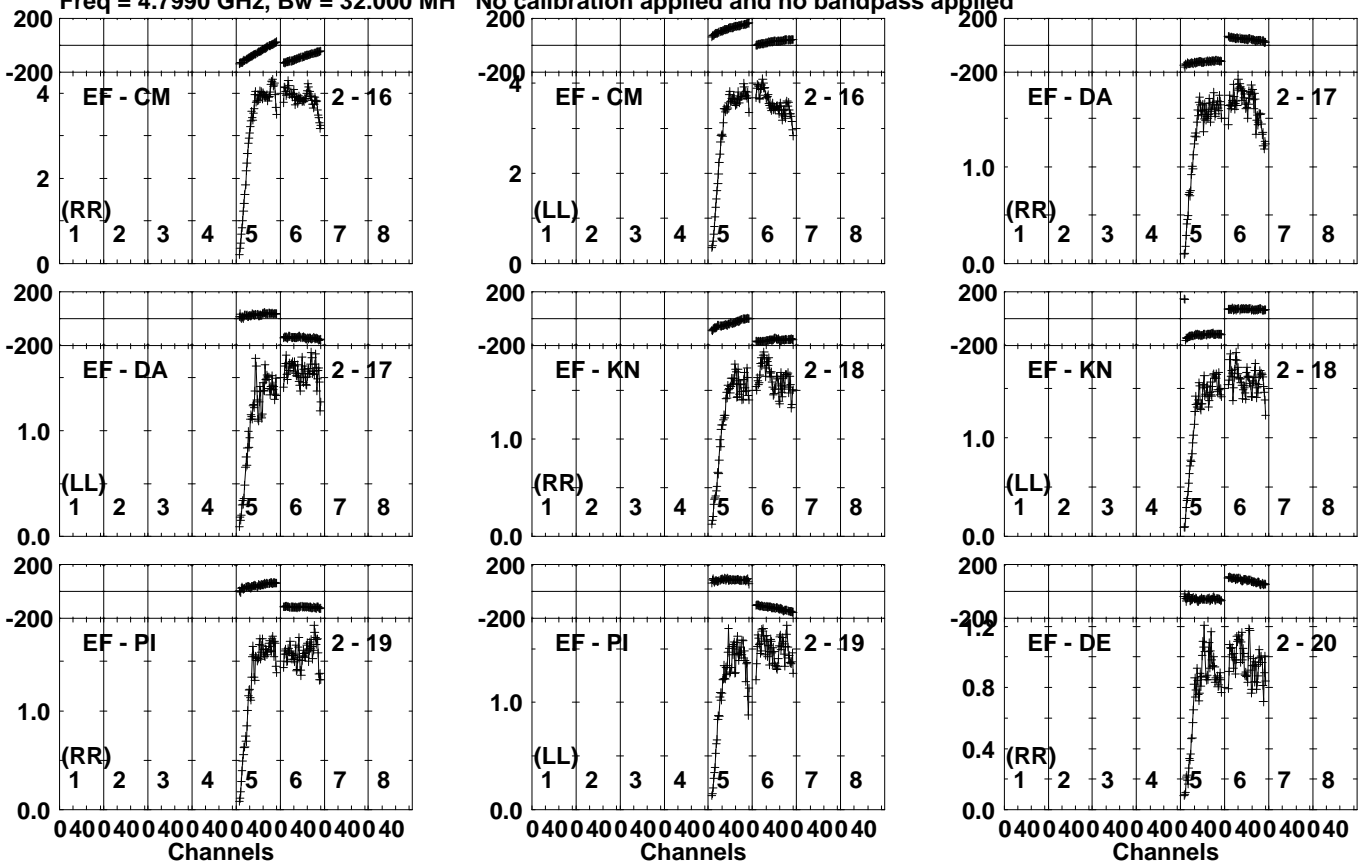 Freq = 4.7990 GHz, Bw = 32.000 MH No calibration applied and no bandpass applied
200 200 200
-200 -200 -200
EF - CM 2 - 16 EF - CM 2 - 16 EF - DA 2 - 17
4 4
2 2 1.0
(RR) (LL) (RR)
1 2 3 4 5 6 7 8 1 2 3 4 5 6 7 8 1 2 3 4 5 6 7 8
0 0 0.0
200 200 200
-200 -200 -200
EF - DA 2 - 17 EF - KN 2 - 18 EF - KN 2 - 18
1.0 1.0 1.0
(LL) (RR) (LL)
1 2 3 4 5 6 7 8 1 2 3 4 5 6 7 8 1 2 3 4 5 6 7 8
0.0 0.0 0.0
200 200 200
-200 -200 -200
1.2
EF - PI 2 - 19 EF - PI 2 - 19 EF - DE 2 - 20
0.8
1.0 1.0
0.4
(RR) (LL) (RR)
1 2 3 4 5 6 7 8 1 2 3 4 5 6 7 8 1 2 3 4 5 6 7 8
0.0 0.0 0.0
0 40 0 40 0 40 0 40 0 40 0 40 0 40 0 40 0 40 0 40 0 40 0 40 0 40 0 40 0 40 0 40 0 40 0 40 0 40 0 40 0 40 0 40 0 40 0 40
Channels Channels Channels